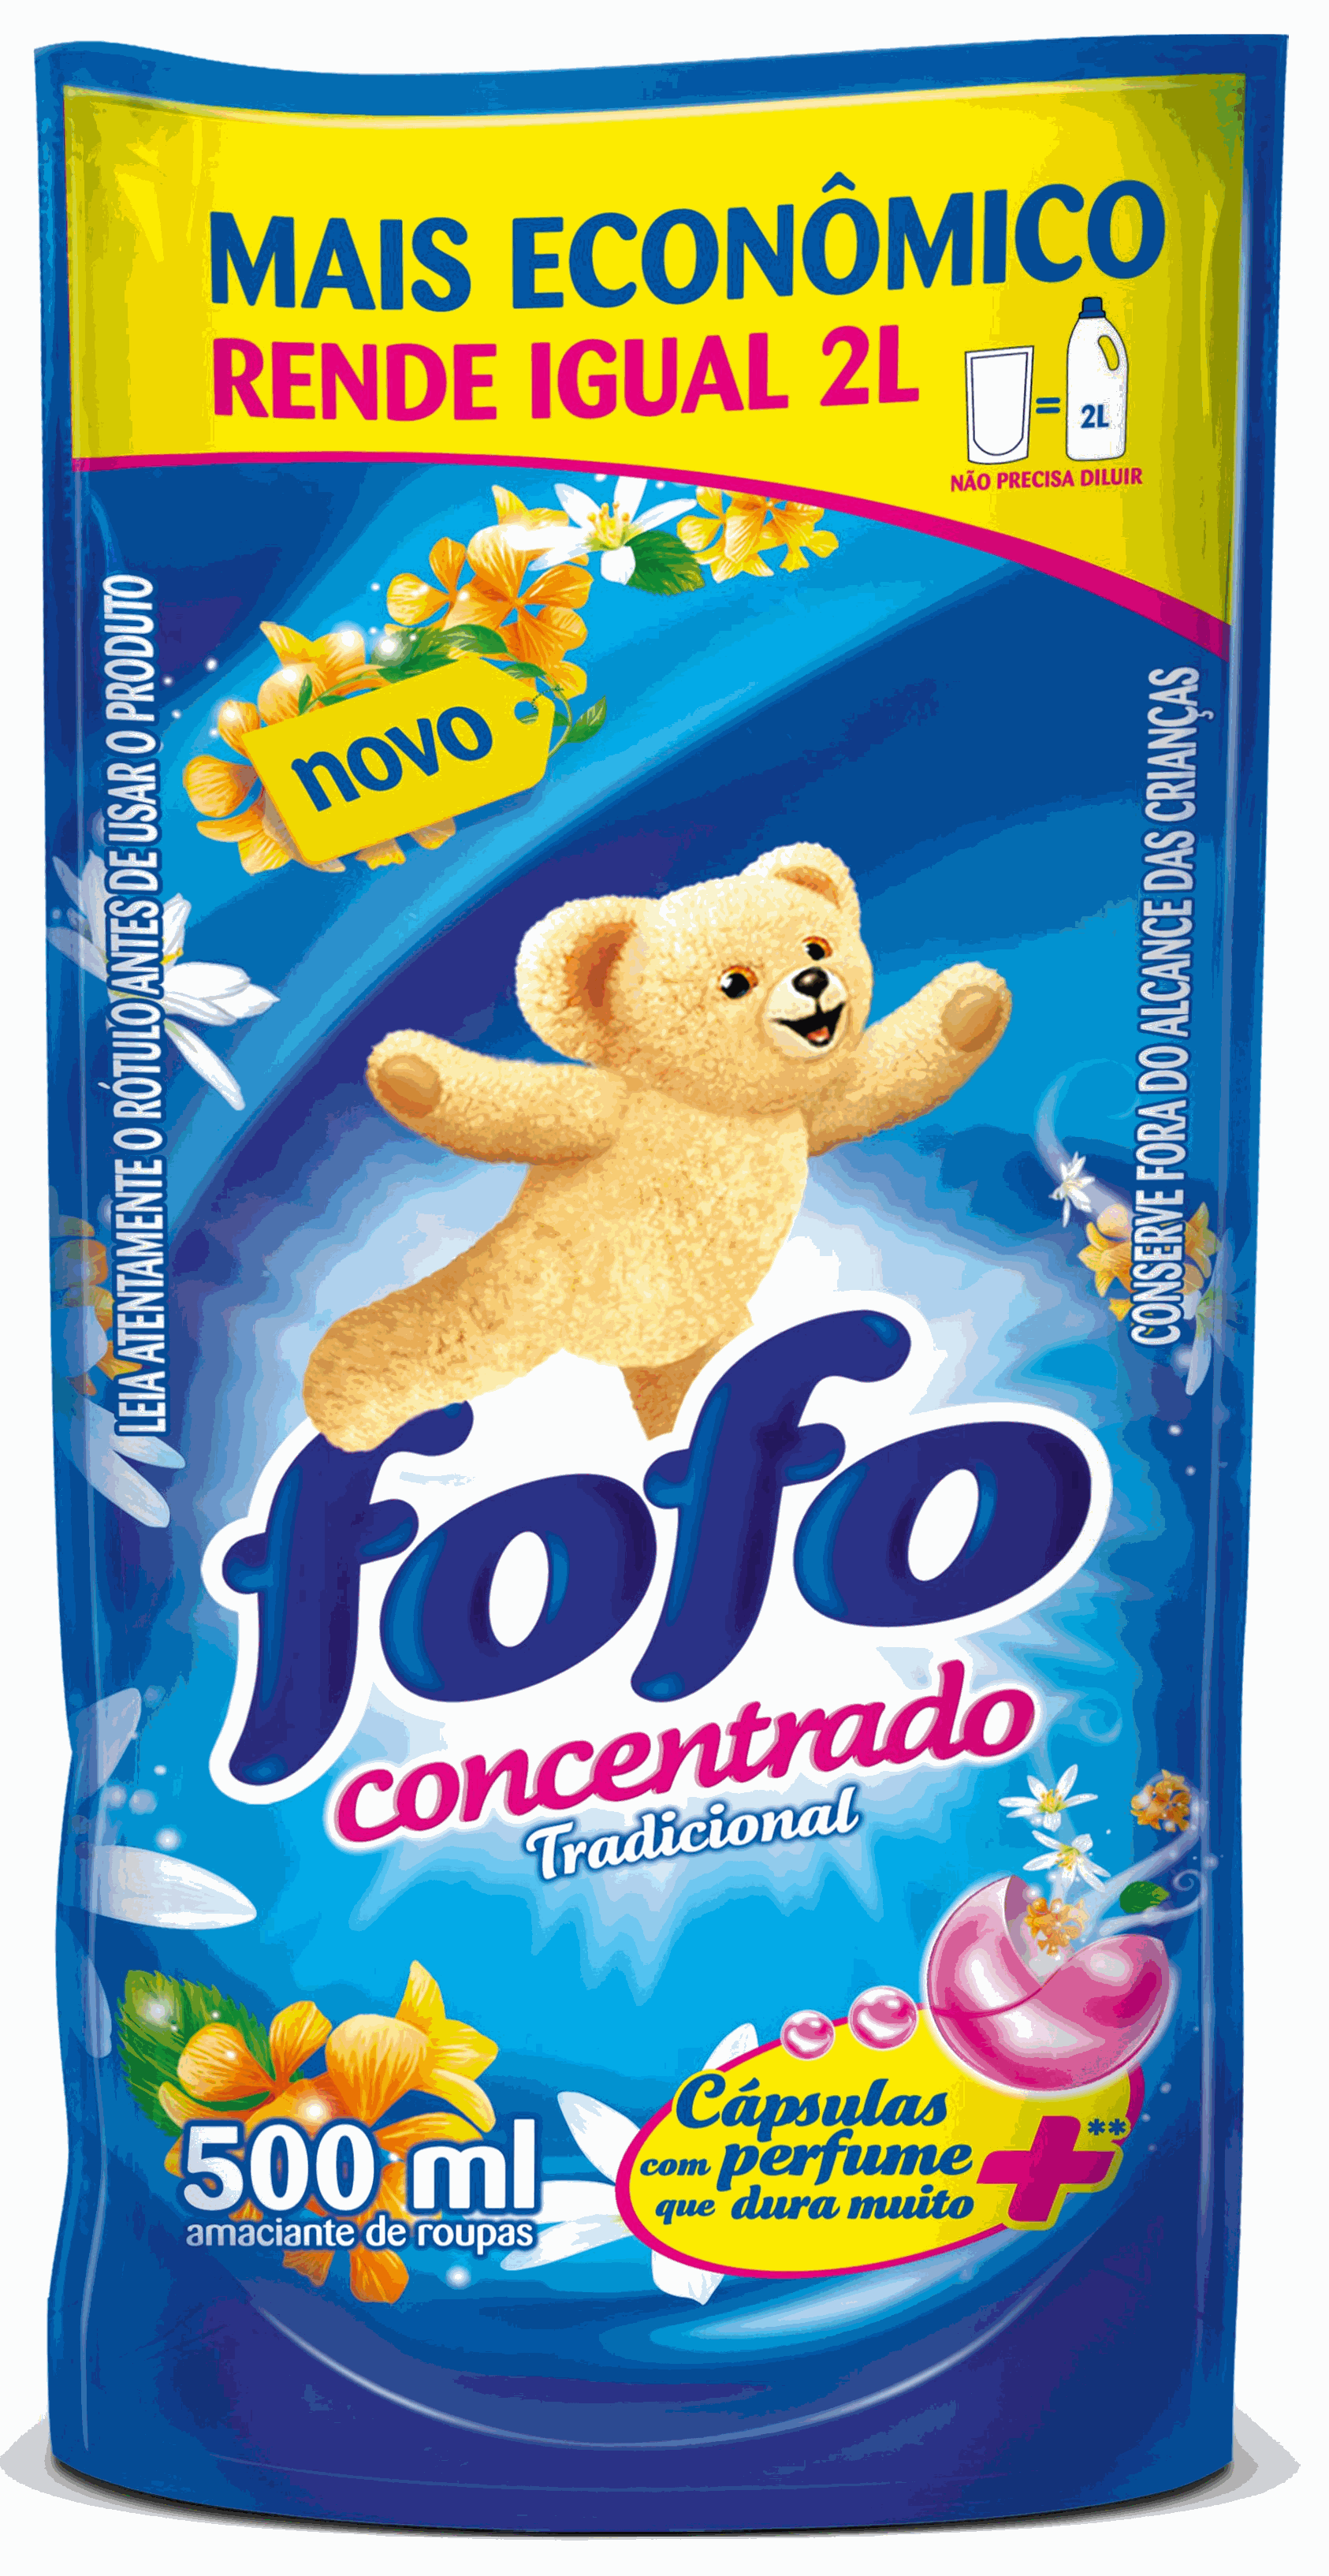 MAIS ECONÔMICO
RENDE IGUAL 2L
=
2L
NÃO PRECISA DILUIR
novo
LEIA ATENTAMENTE O RÓTULO ANTES DE USAR O PRODUTO
CONSERVE FORA DO ALCANCE DAS CRIANÇAS
fofo
concentrado
Tradicional
Cápsulas
com perfume
que dura muito +**
500 ml
amaciante de roupas